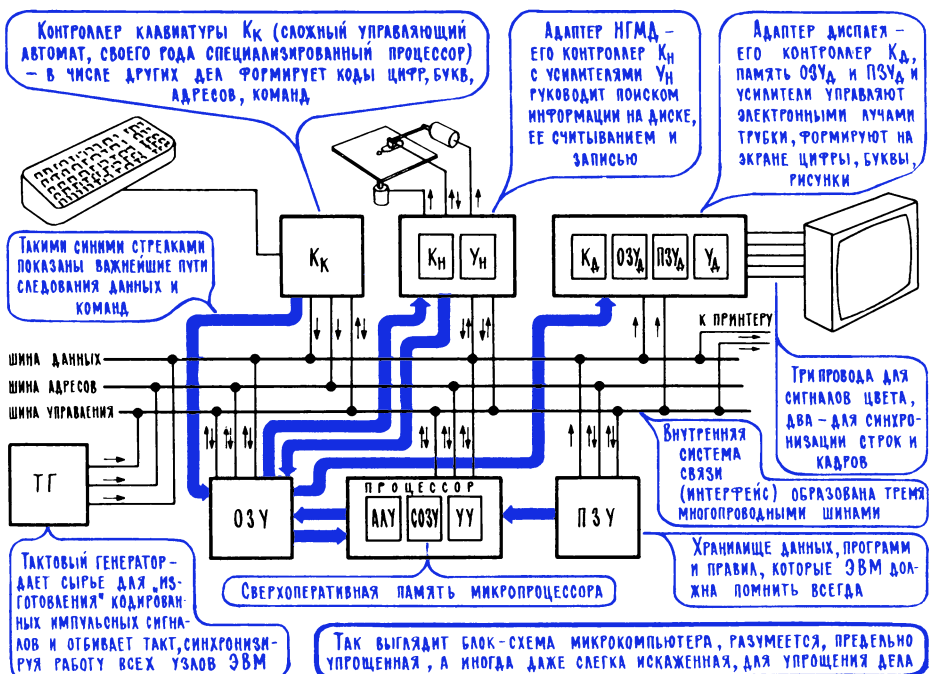 Контроллер клавиатуры Кк (сложный управляющий
автомат, своего рода специализированный процессор)
– в числе других дел формирует коды цифр, букв,
адресов, команд
Адаптер НГМД –
его контроллер Кн
с усилителями Ун
руководит поиском
информации на диске,
ее считыванием и
записью
Адаптер дисплея –
его контроллер Кд,
память ОЗУд и ПЗУд и
усилители управляют
электронными лучами
трубки, формируют на
экране цифры, буквы,
рисунки
Такими синими стрелками
показаны важнейшие пути
следования данных и
команд
Кк
Кн
Ун
Кд
ОЗУд
ПЗУд
Уд
К принтеру
шина данных
шина адресов
шина управления
Три провода для
сигналов цвета,
два – для синхро-
низации строк и
кадров
Внутренняя
система
связи
(интерфейс) образована тремя
многопроводными шинами
ТГ
ОЗУ
процессор
АЛУ
СОЗУ
УУ
ПЗУ
Тактовый генератор –
дает сырье для „из-
готовления" кодирован-
ных импульсных сигна-
лов и отбивает такт, синхронизи-
руя работу всех узлов ЭВМ
Сверхоперативная память микропроцессора
Хранилище данных, программ
и правил, которые ЭВМ дол-
жна помнить всегда
Так выглядит блок-схема микрокомпьютера, разумеется, предельно
упрощенная, а иногда даже слегка искаженная, для упрощения дела